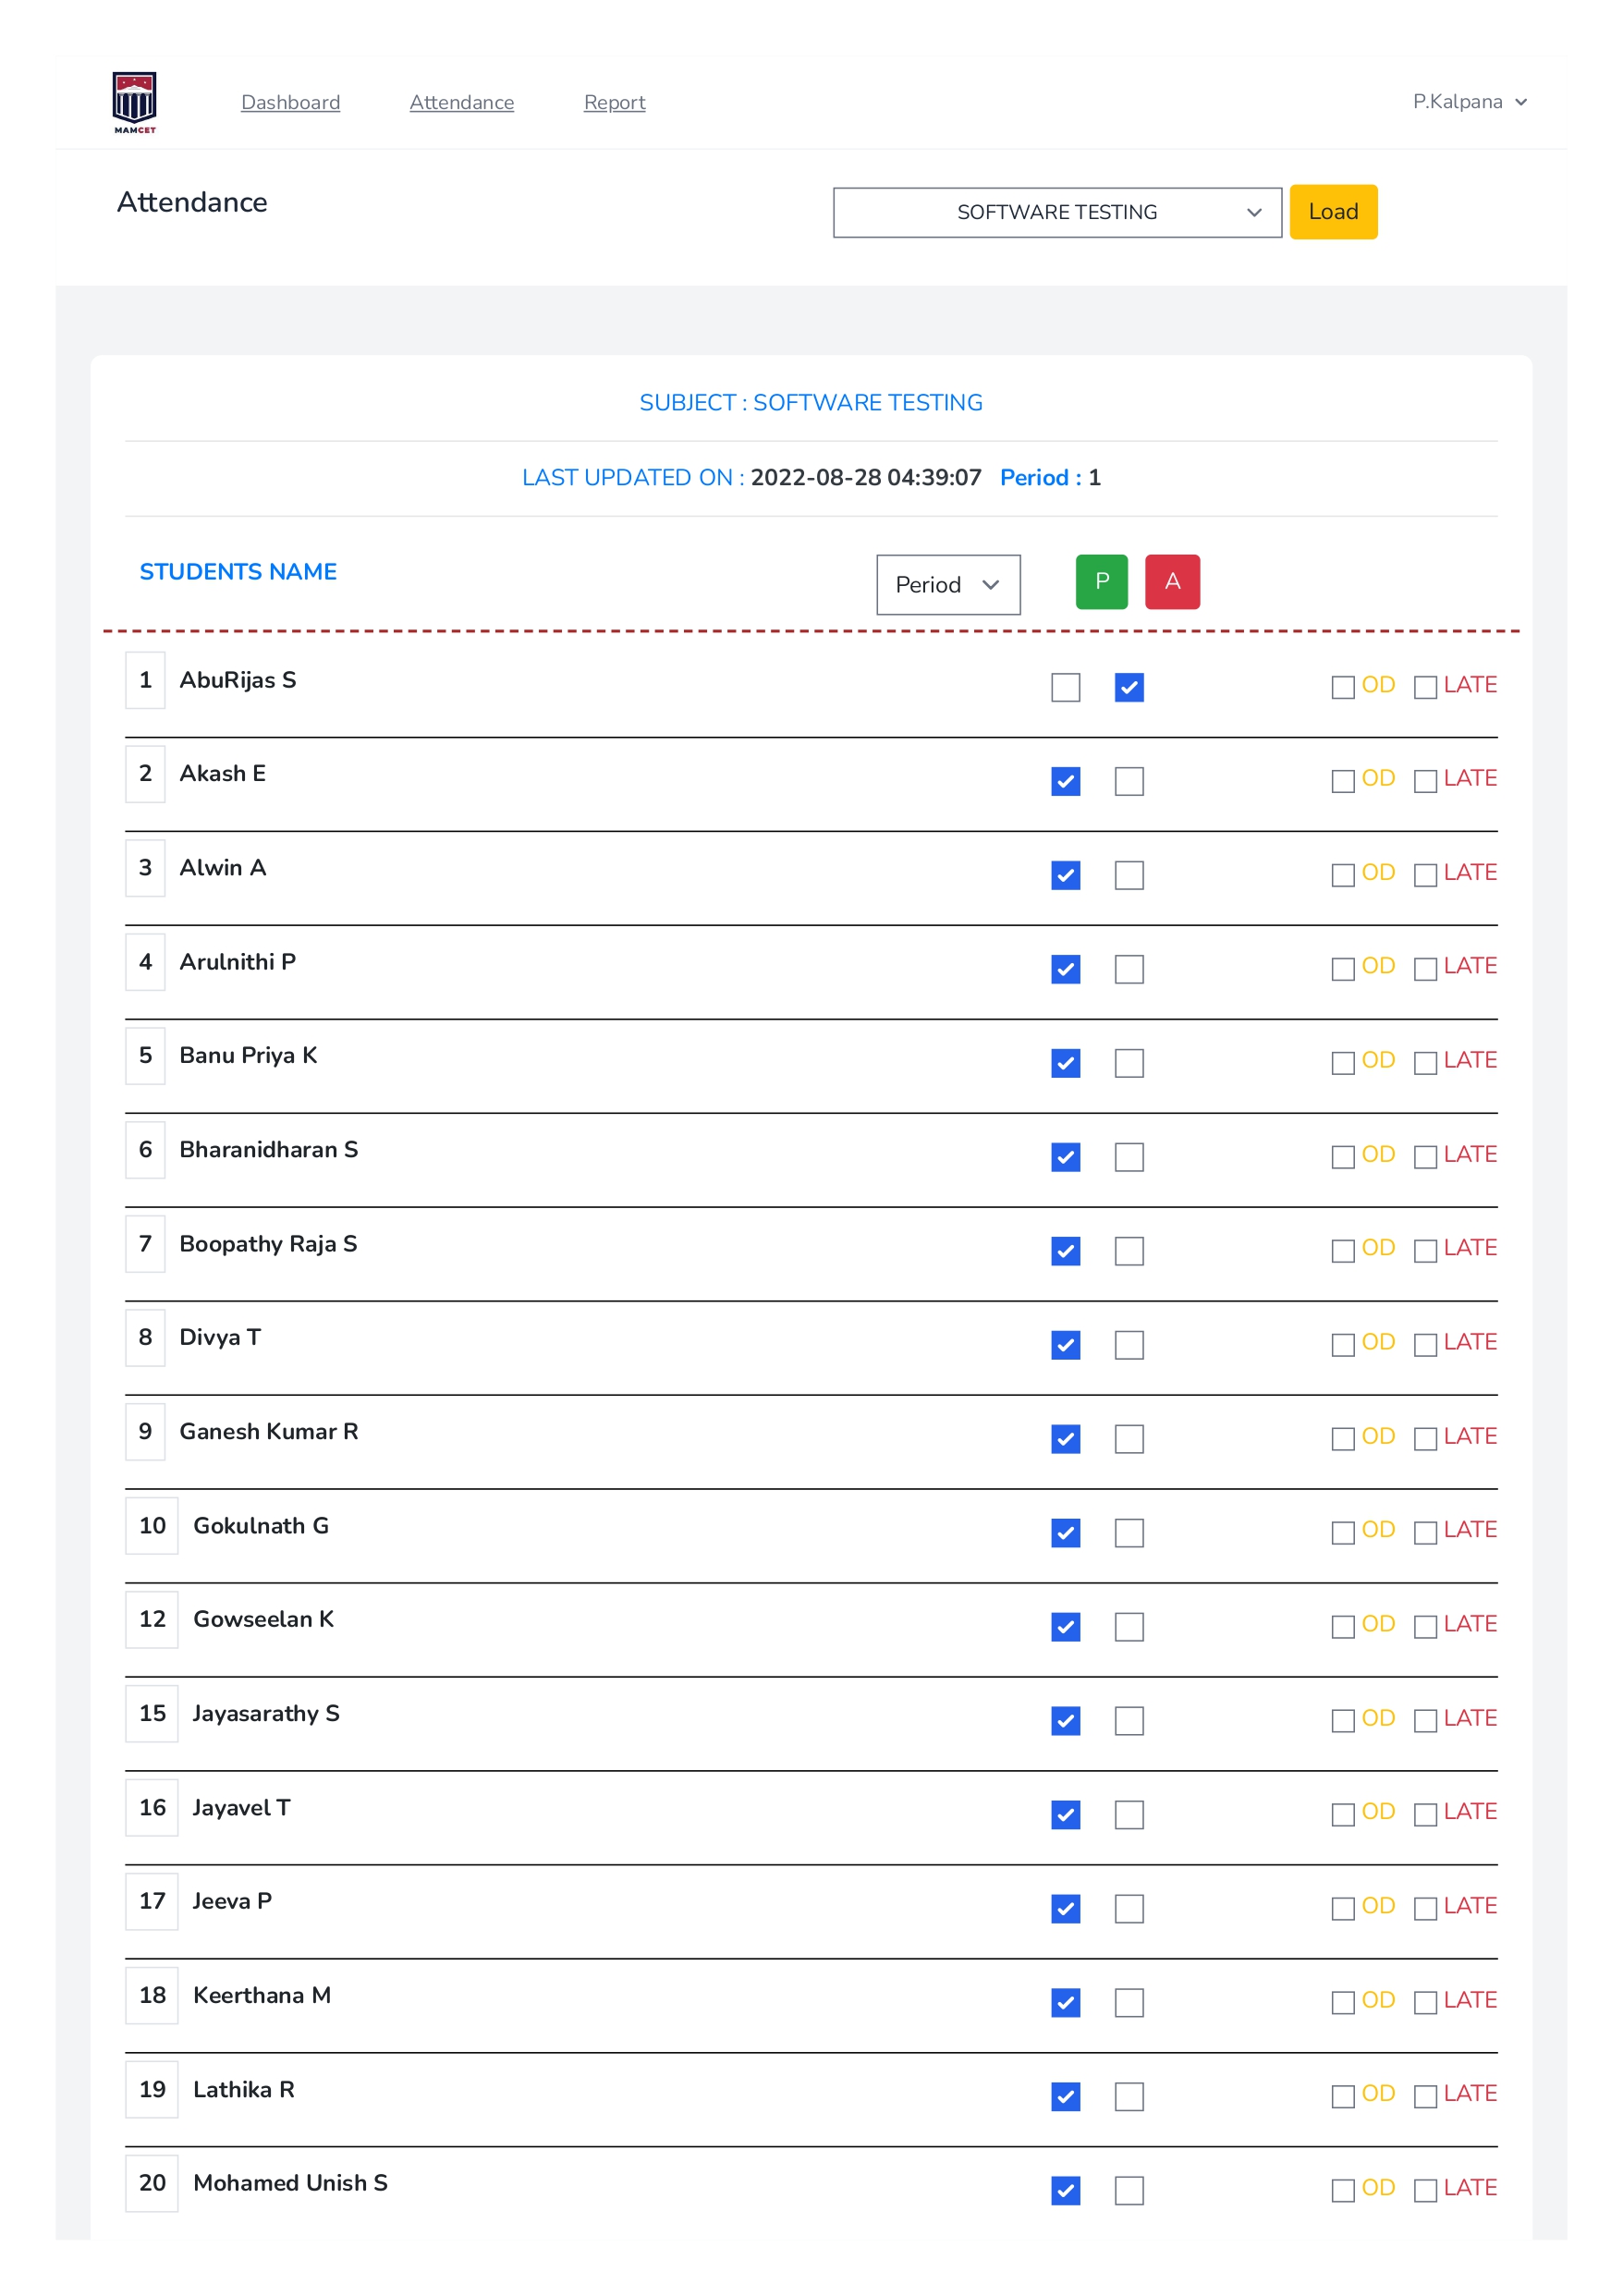 MAMCET
Dashboard Attendance Report P.Kalpana
Attendance SOFTWARE TESTING Load
SUBJECT : SOFTWARE TESTING
LAST UPDATED ON : 2022-08-28 04:39:07 Period : 1
STUDENTS NAME Period P A
1 AbuRijas S OD LATE
2 Akash E OD LATE
3 Alwin A OD LATE
4 Arulnithi P OD LATE
5 Banu Priya K OD LATE
6 Bharanidharan S OD LATE
7 Boopathy Raja S OD LATE
8 Divya T OD LATE
9 Ganesh Kumar R OD LATE
10 Gokulnath G OD LATE
12 Gowseelan K OD LATE
15 Jayasarathy S OD LATE
16 Jayavel T OD LATE
17 Jeeva P OD LATE
18 Keerthana M OD LATE
19 Lathika R OD LATE
20 Mohamed Unish S OD LATE